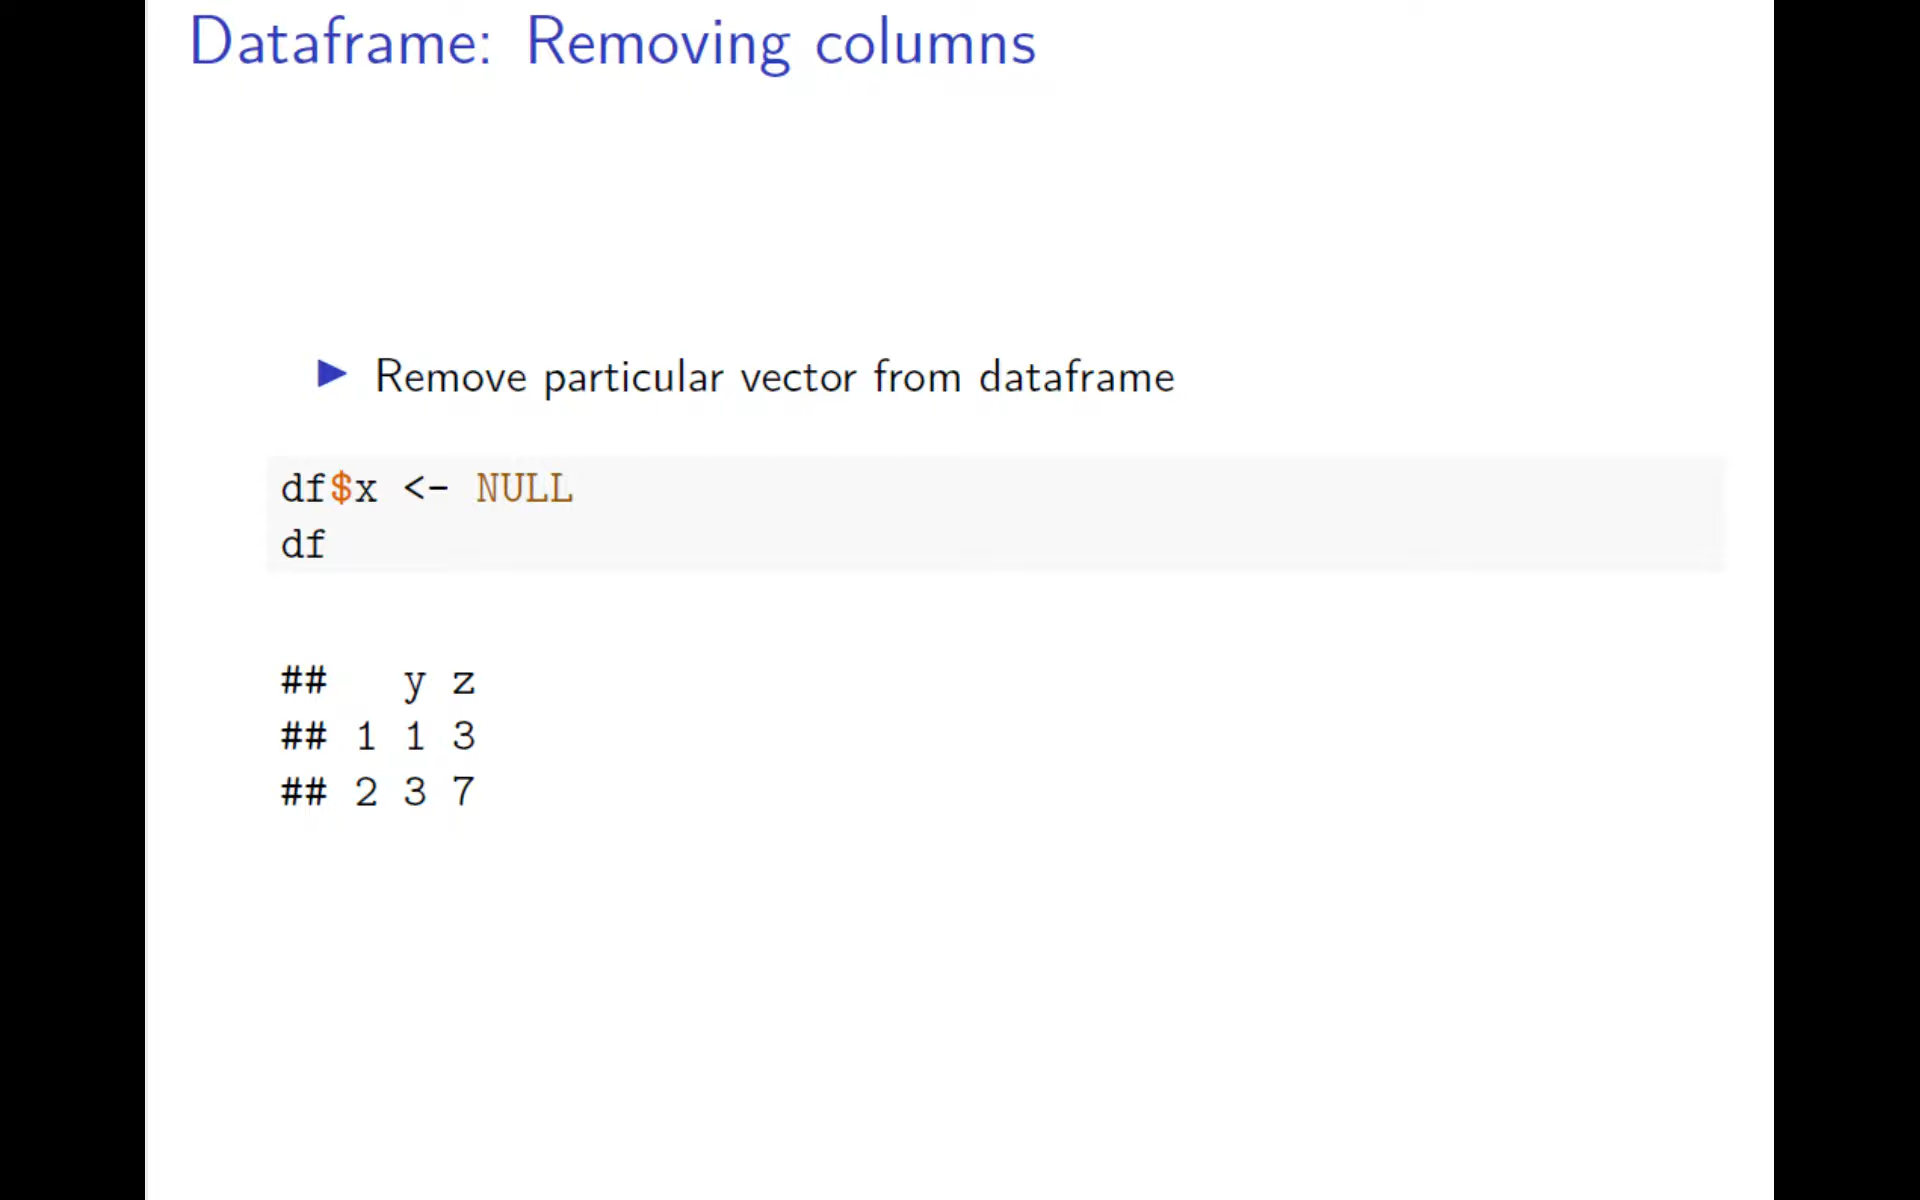 Dataframe: Removing columns
Remove particular vector from dataframe
df$x <- NULL
df
##   y z
## 1 1 3
## 2 3 7